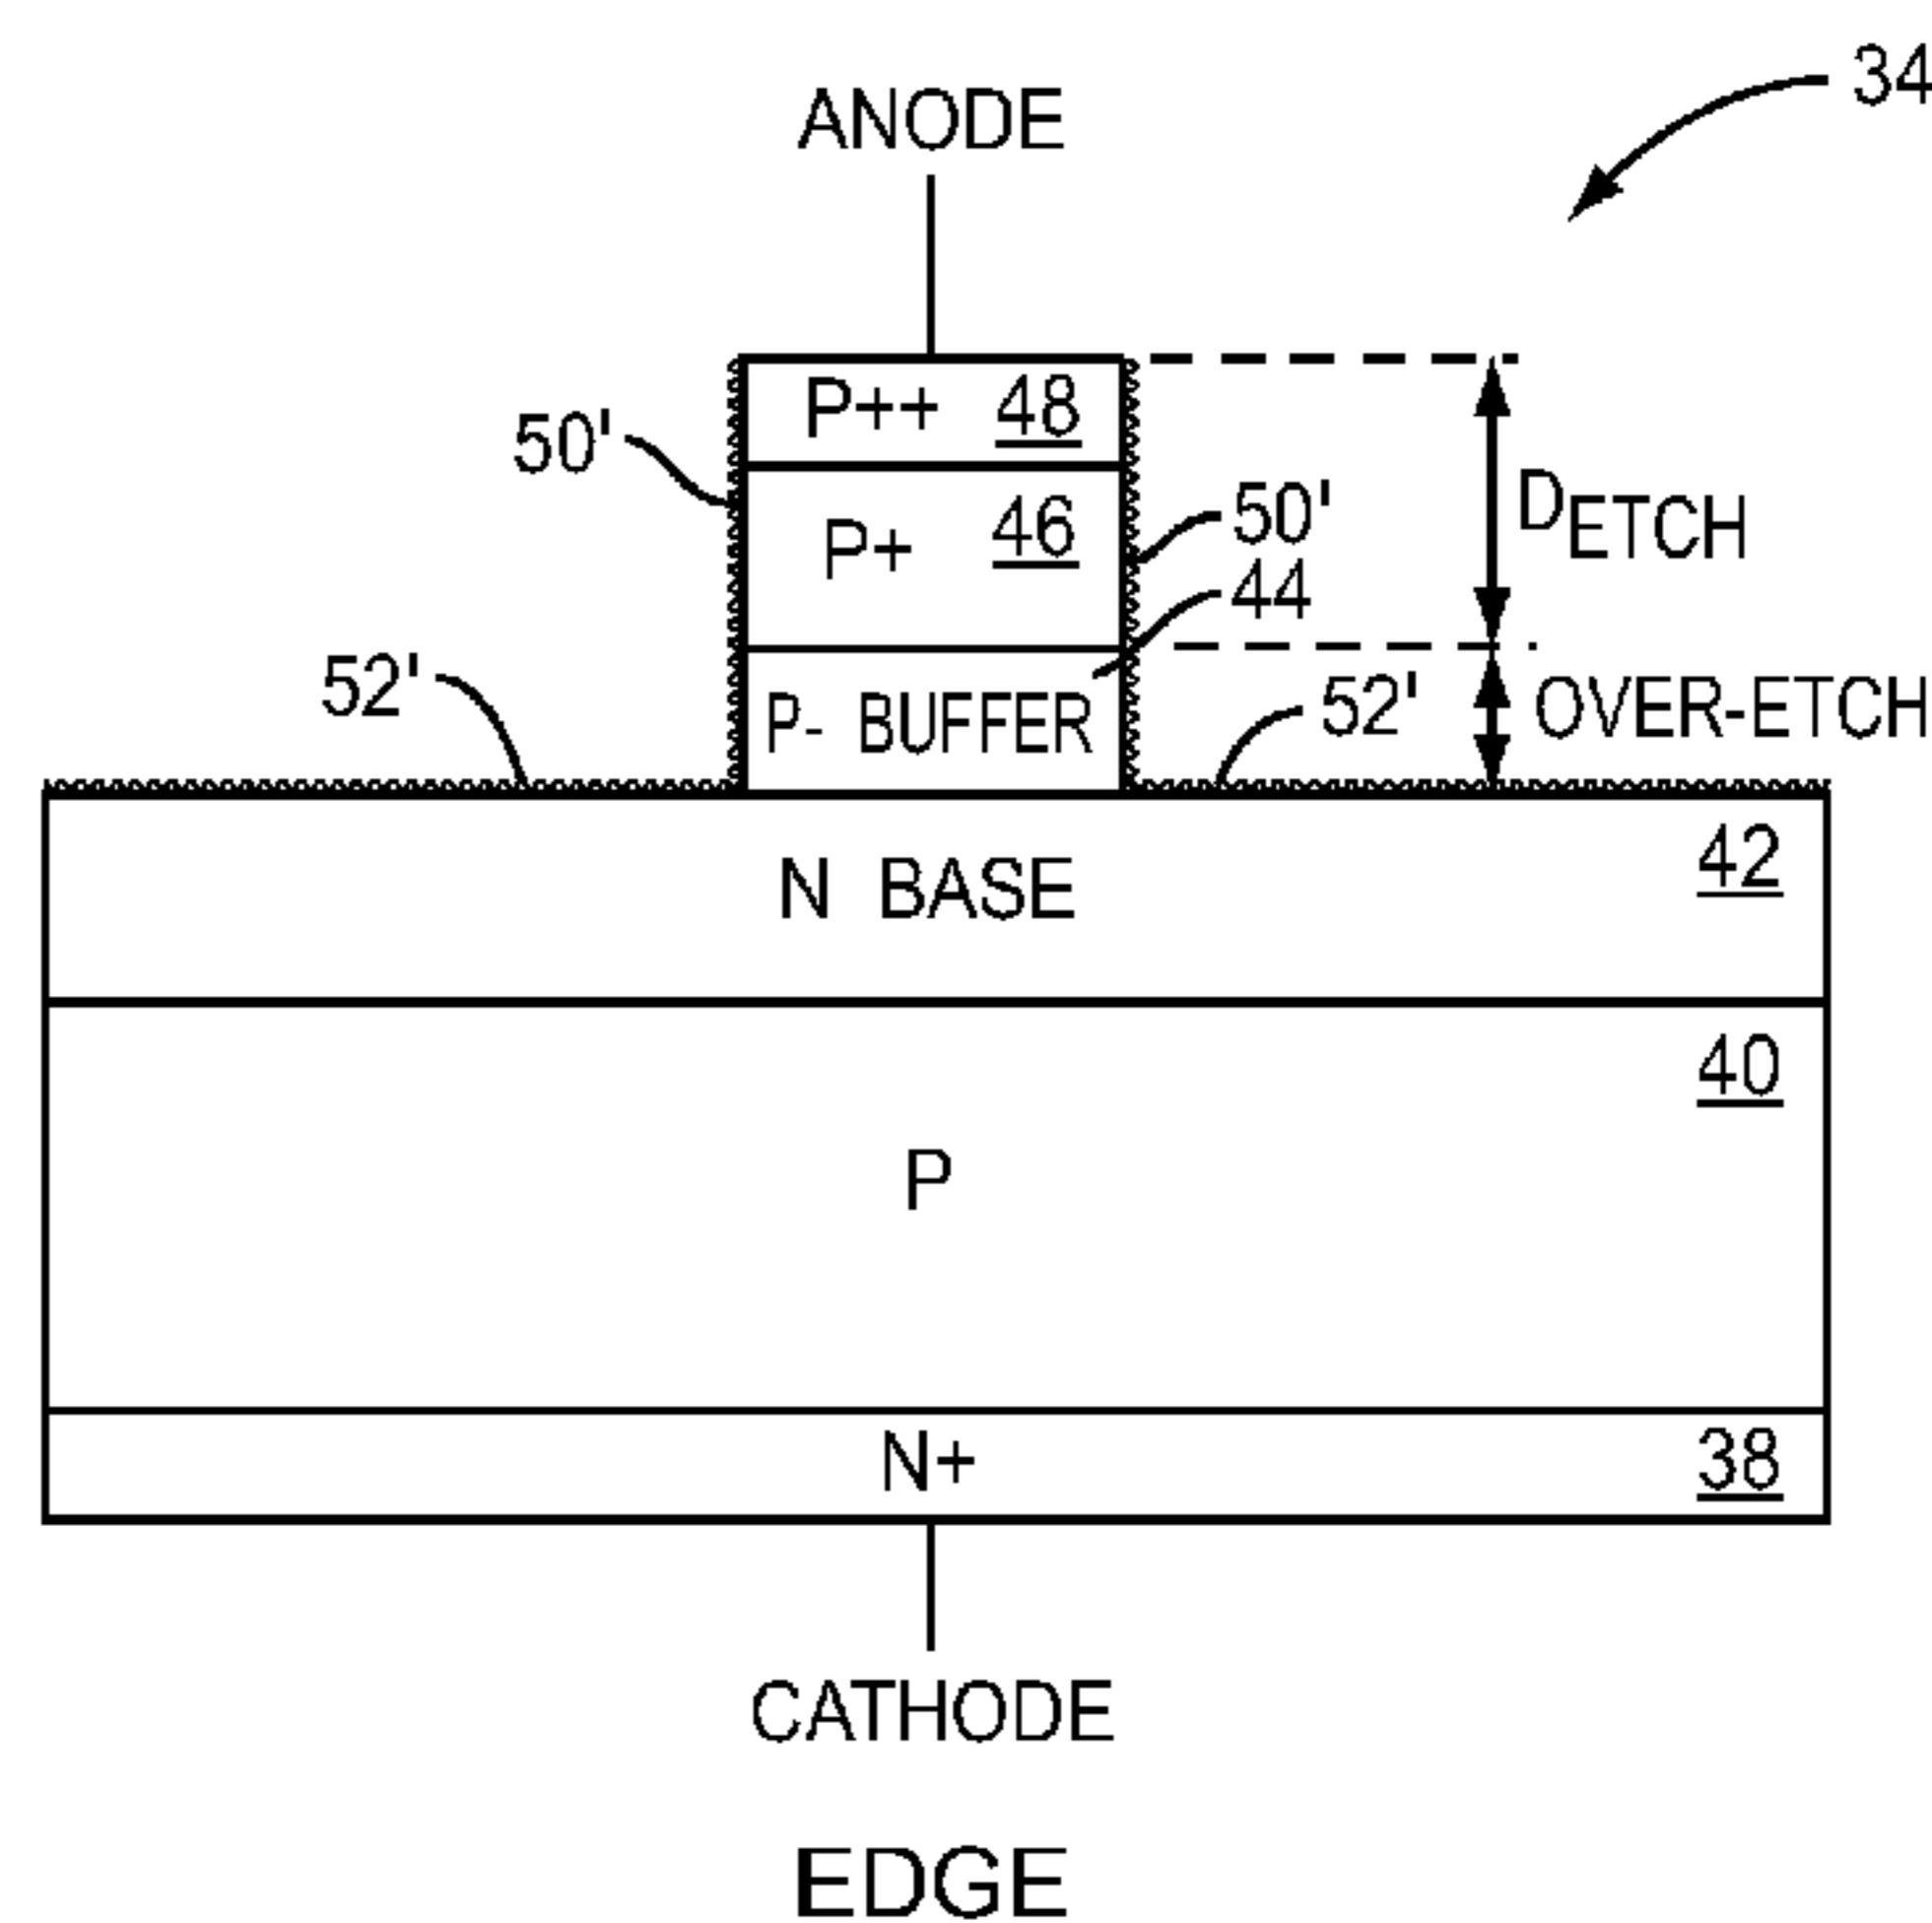 34
ANODE
P++ 48
50'
P+ 46
50'
DETCH
44
52'
P- BUFFER
52'
OVER-ETCH
N BASE 42
40
P
N+ 38
CATHODE
EDGE